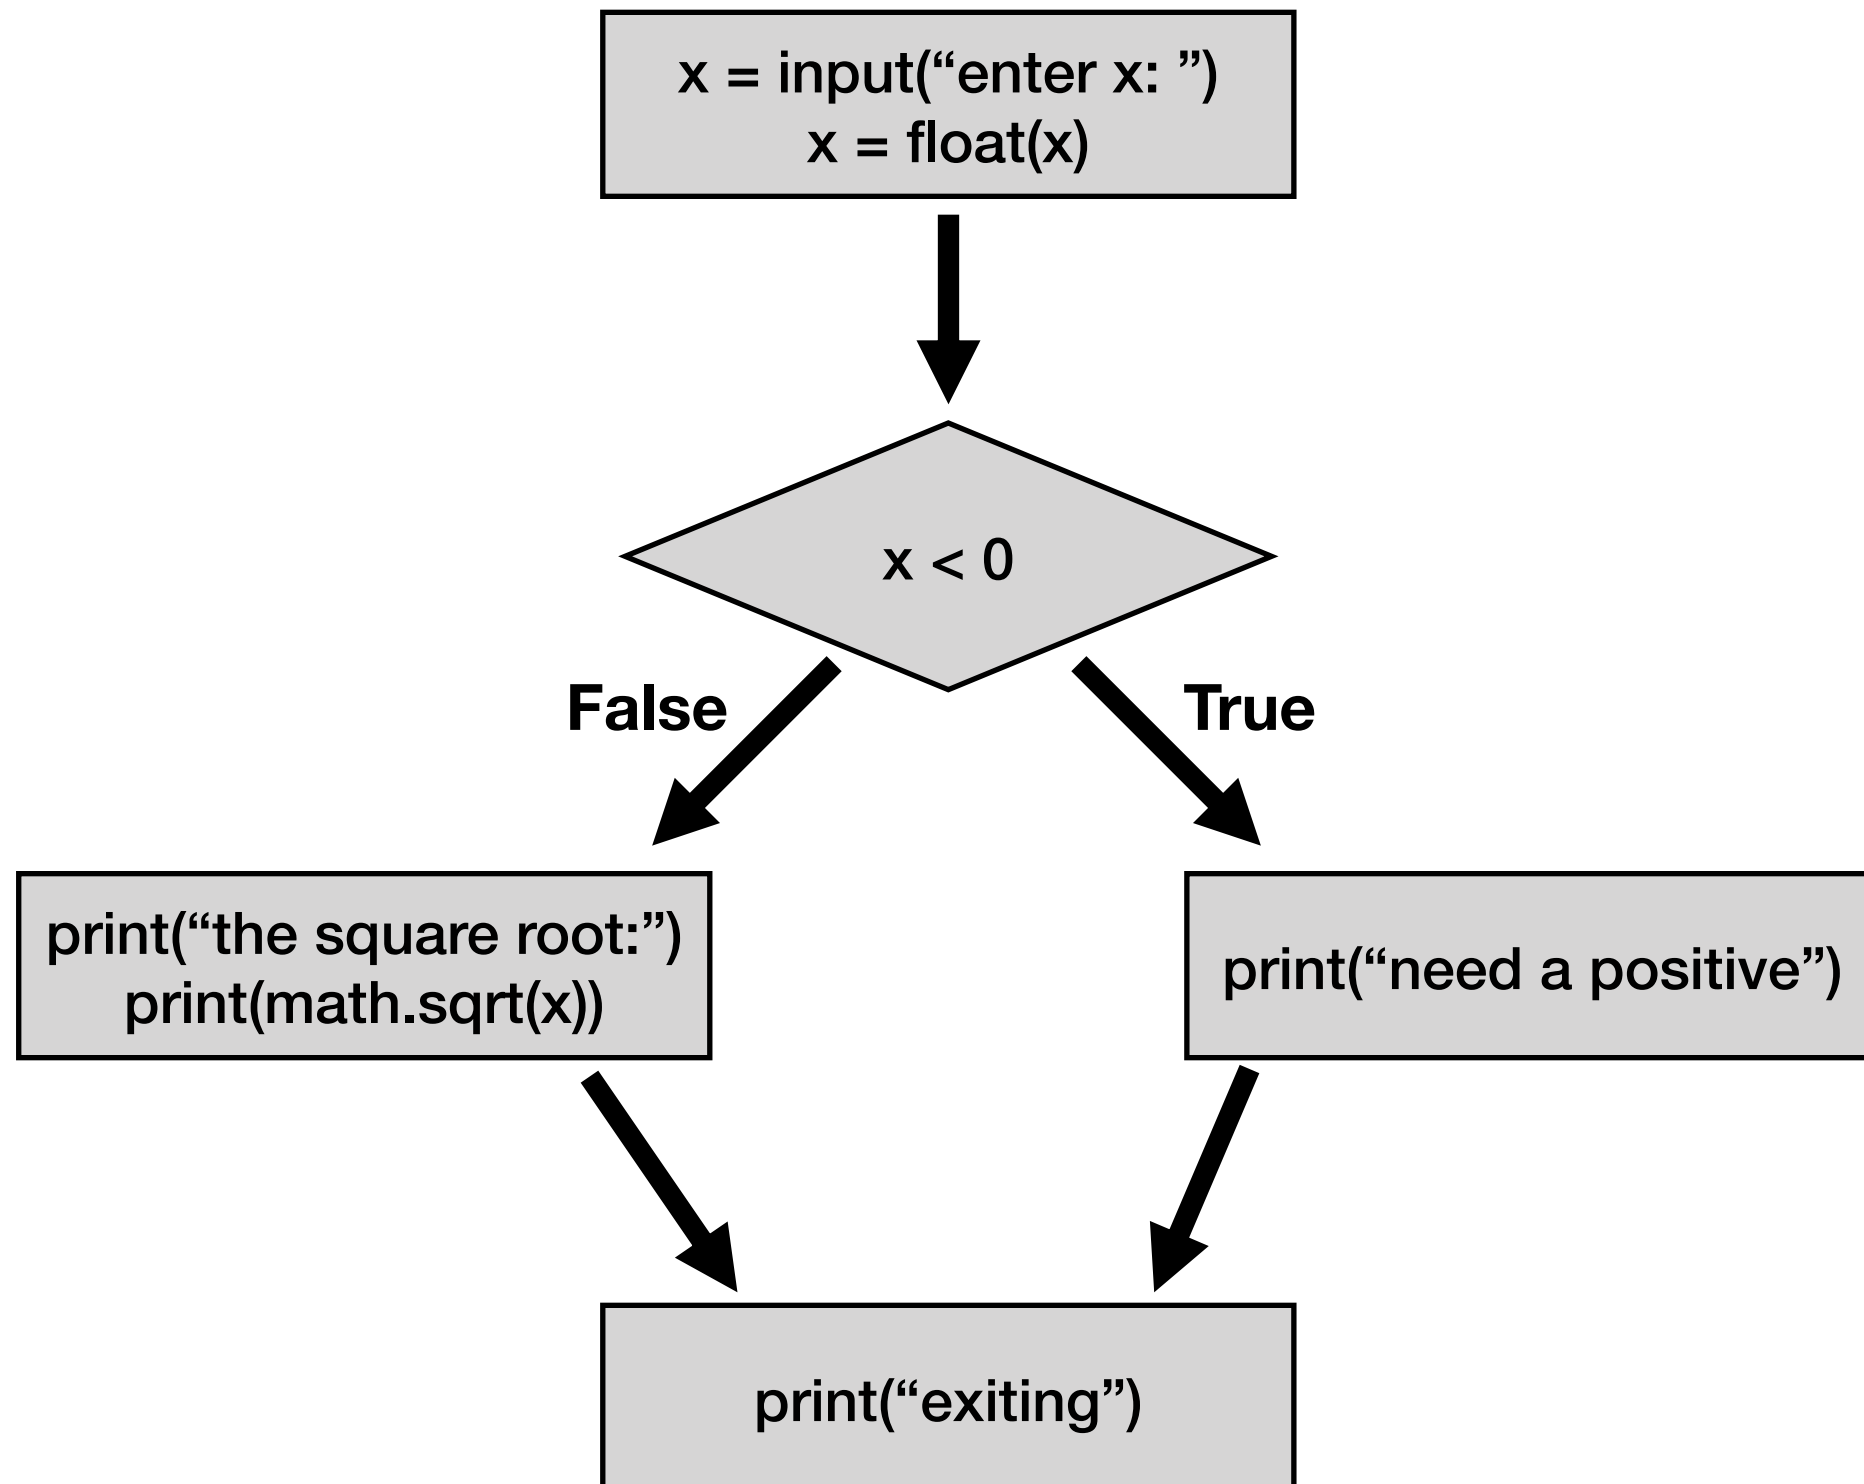 x = input(“enter x: ”)
x = float(x)
x < 0
False
True
print(“the square root:”)
print(math.sqrt(x))
print(“need a positive”)
print(“exiting”)